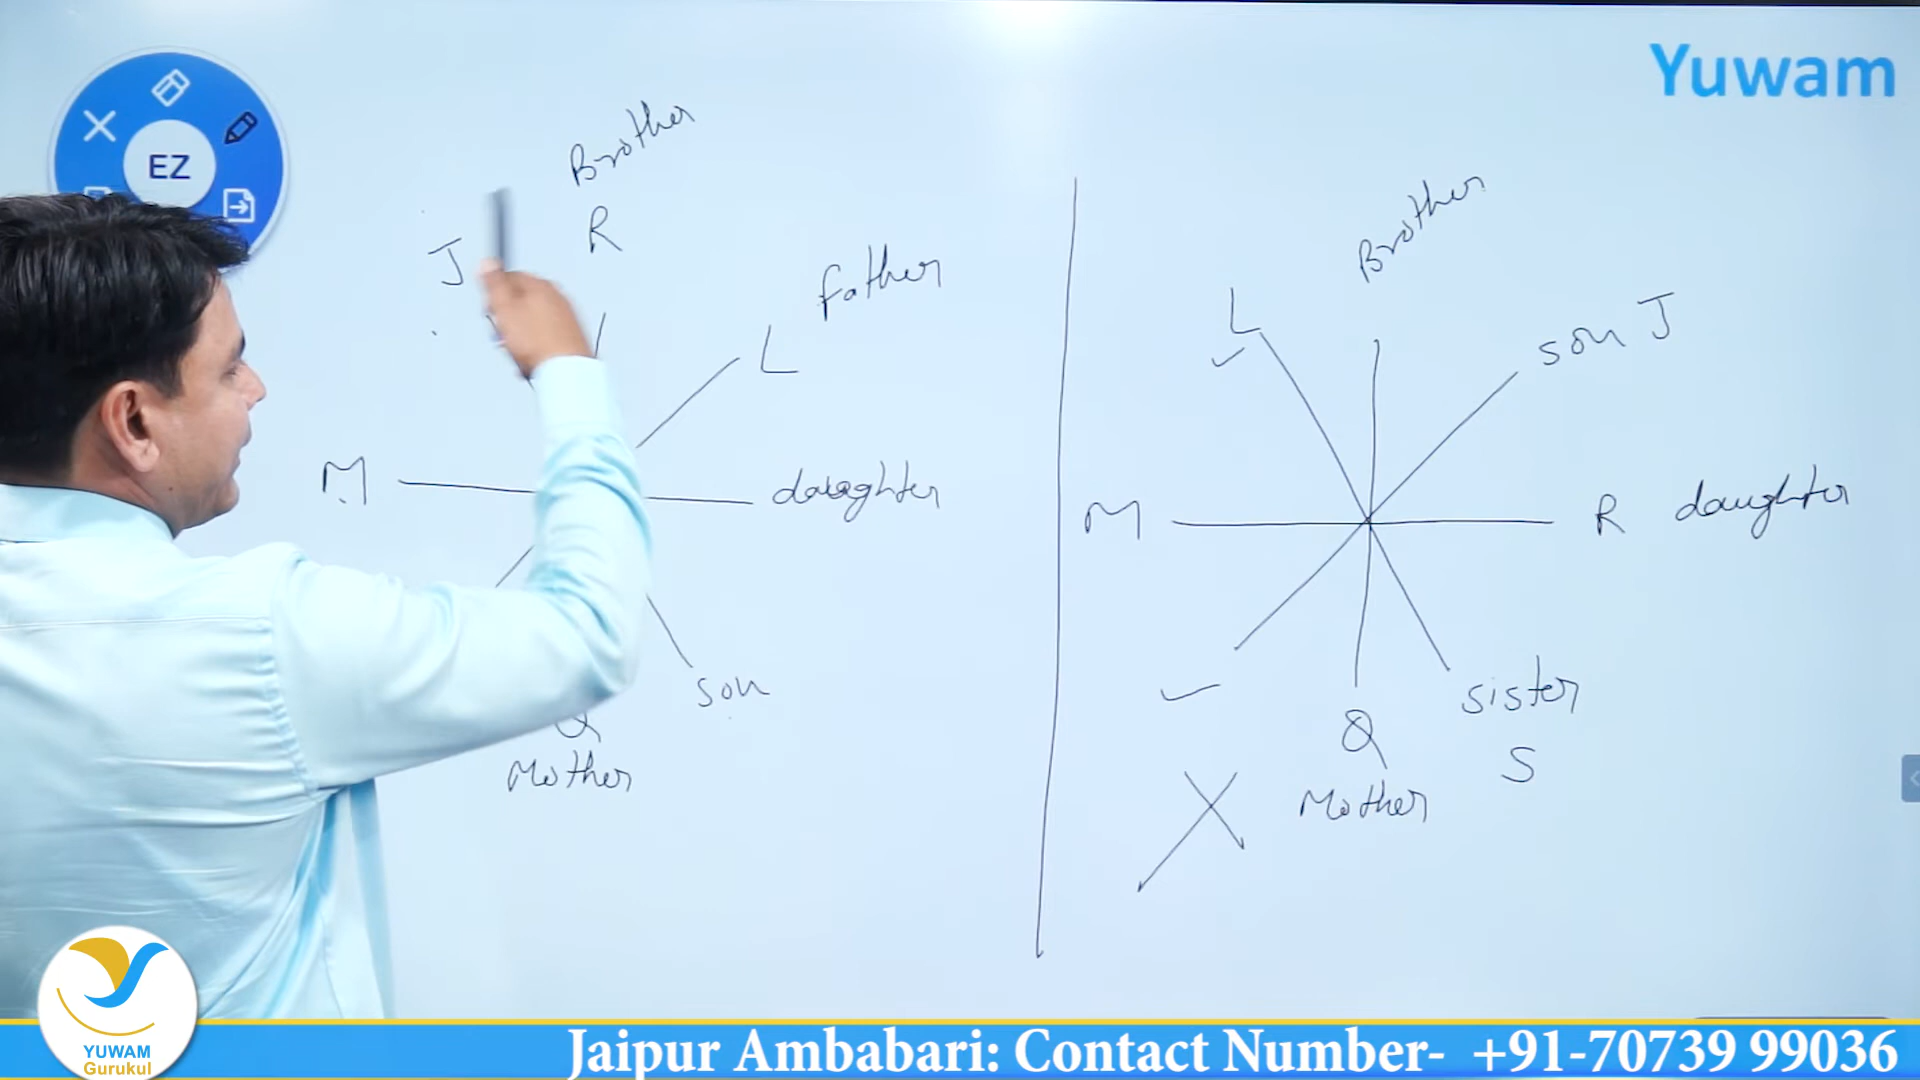 Yuwam
EZ
Brother
R
J
father
L
M
daughter
son
Q
Mother
Brother
L
son J
M
R daughter
Q
Mother
sister
S
YUWAM
Gurukul
Jaipur Ambabari: Contact Number- +91-70739 99036